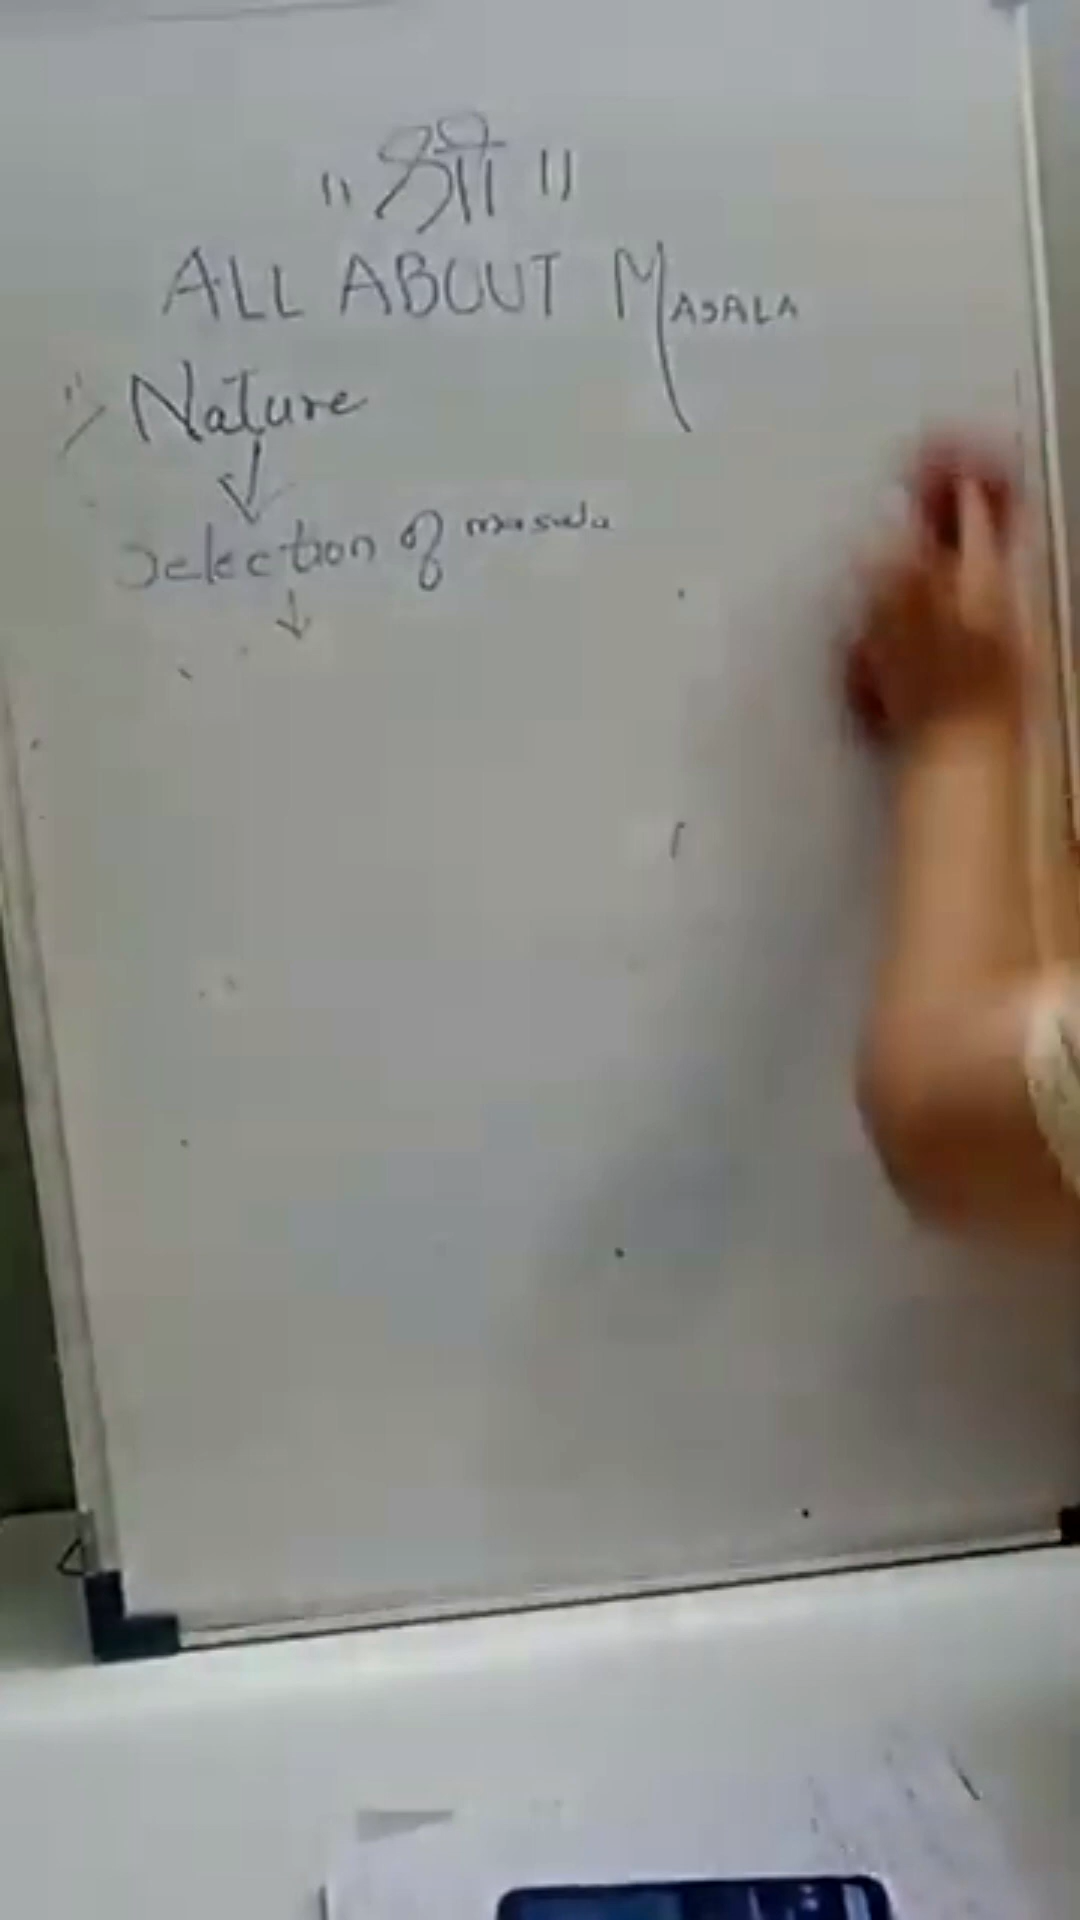 " श्री "
ALL ABOUT MASALA
Nature
↓
Selection of masala
↓